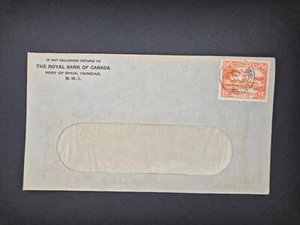 IF NOT DELIVERED RETURN TO
THE ROYAL BANK OF CANADA
PORT OF SPAIN, TRINIDAD,
B. W. I.